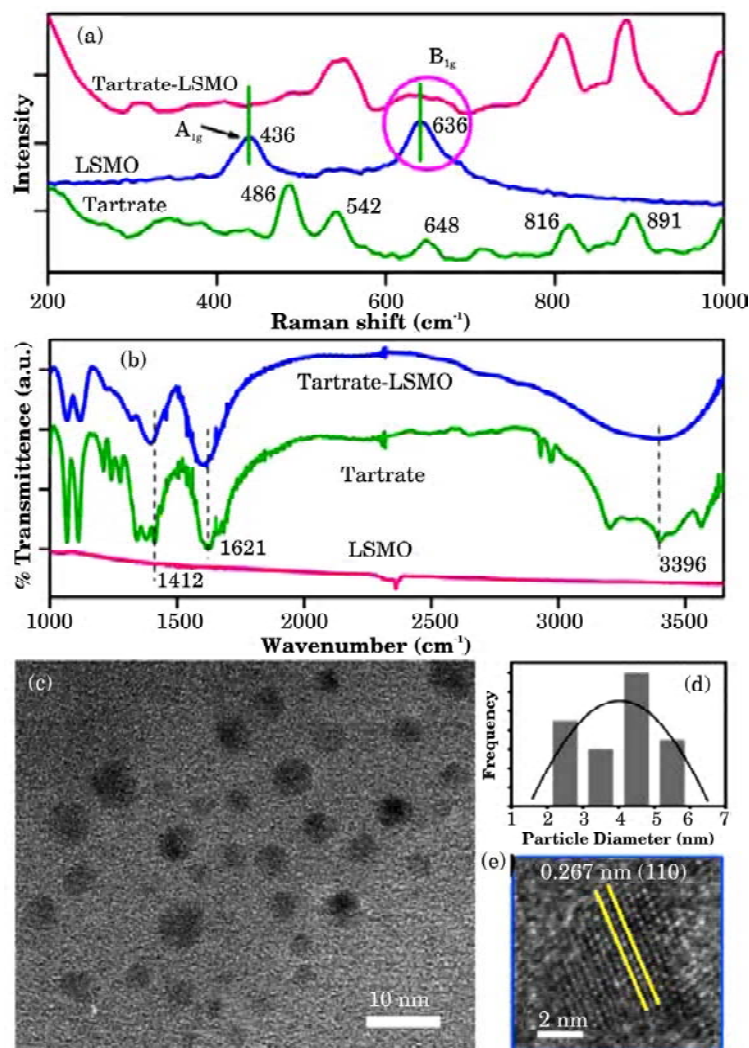 (a)
B1g
Tartrate-LSMO
A1g
436
636
LSMO
486
Tartrate
542
648
816
891
Intensity
200 400 600 800 1000
Raman shift (cm-1)
(b)
Tartrate-LSMO
Tartrate
LSMO
1621
1412
3396
% Transmittence (a.u.)
1000 1500 2000 2500 3000 3500
Wavenumber (cm-1)
(c)
10 nm
(d)
Frequency
1 2 3 4 5 6 7
Particle Diameter (nm)
(e)
0.267 nm (110)
2 nm